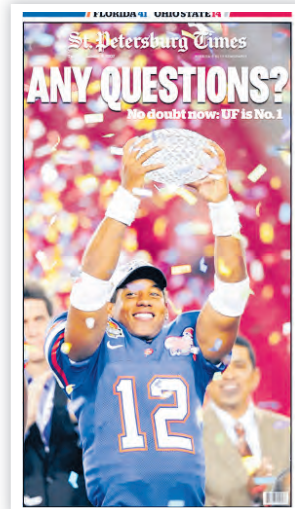 FLORIDA 41 OHIO STATE 14
St. Petersburg Times
ANY QUESTIONS?
No doubt now: UF is No. 1
12